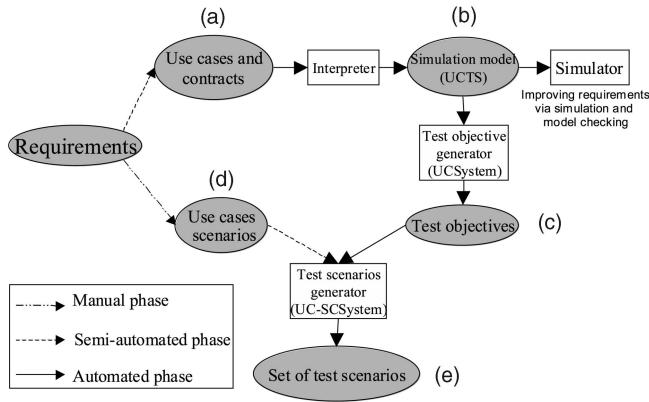 (a)
(b)
Use cases and
contracts
Interpreter
Simulation model
(UCTS)
Simulator
Improving requirements
via simulation and
model checking
Requirements
Test objective
generator
(UCSystem)
(d)
Use cases
scenarios
Test objectives
(c)
Test scenarios
generator
(UC-SCSystem)
Manual phase
Semi-automated phase
Automated phase
Set of test scenarios
(e)